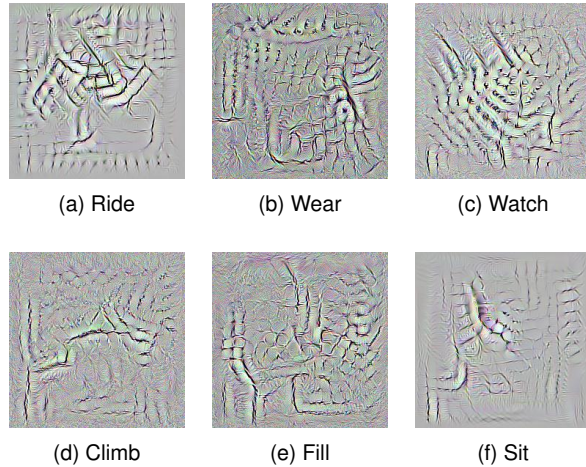 (a) Ride
(b) Wear
(c) Watch
(d) Climb
(e) Fill
(f) Sit